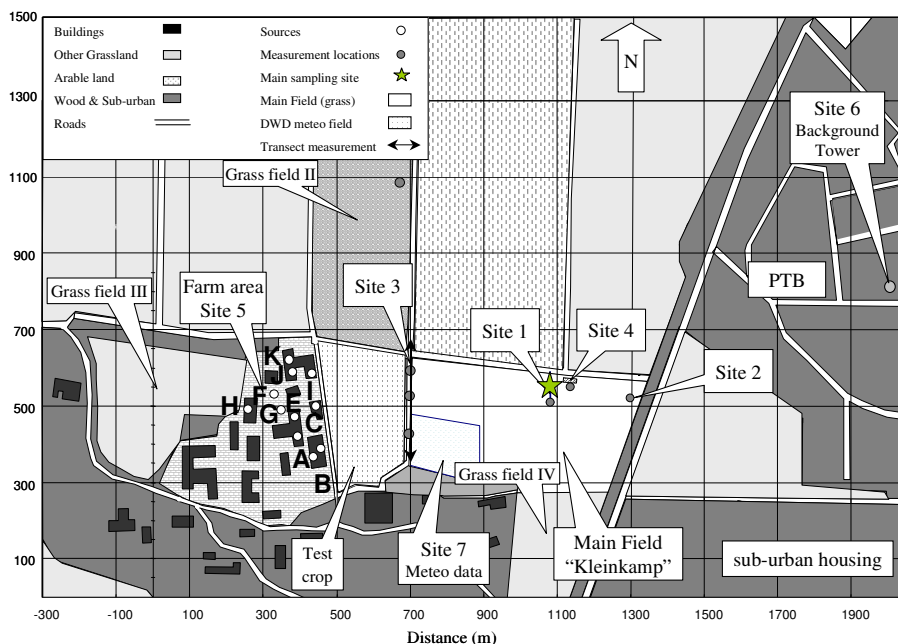 1500
1300
1100
900
700
500
300
100
Buildings
Other Grassland
Arable land
Wood & Sub-urban
Roads
Sources
Measurement locations
Main sampling site
Main Field (grass)
DWD meteo field
Transect measurement
N
Site 6
Background
Tower
Grass field II
Grass field III
Farm area
Site 5
Site 3
Site 1
Site 4
PTB
Site 2
K
J
I
F
E
H
G
C
A
B
Grass field IV
Test
crop
Site 7
Meteo data
Main Field
“Kleinkamp”
sub-urban housing
-300
-100
100
300
500
700
900
1100
1300
1500
1700
1900
Distance (m)